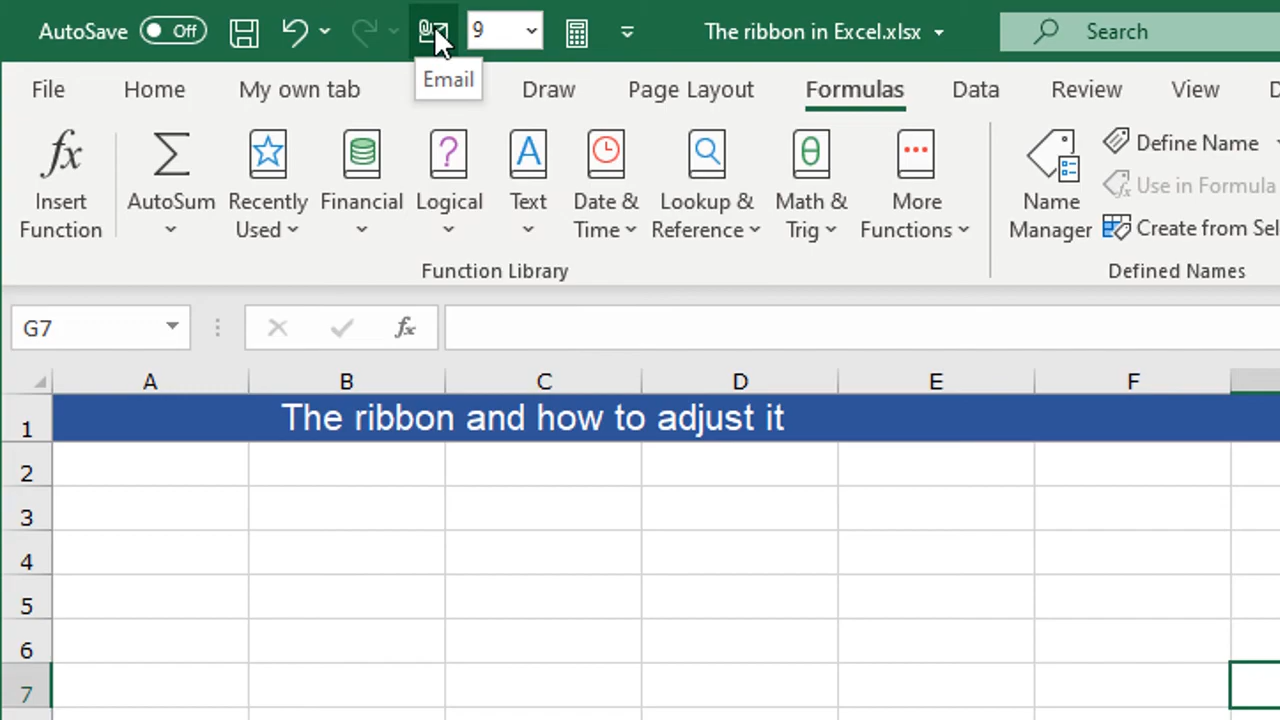 AutoSave Off 9 The ribbon in Excel.xlsx Search
Email
File Home My own tab Draw Page Layout Formulas Data Review View
fx ? A θ
Insert Function AutoSum Recently Used Financial Logical Text Date & Time Lookup & Reference Math & Trig More Functions Name Manager
Define Name
Use in Formula
Create from Sel
Function Library Defined Names
G7 fx
A B C D E F
1 The ribbon and how to adjust it
2
3
4
5
6
7